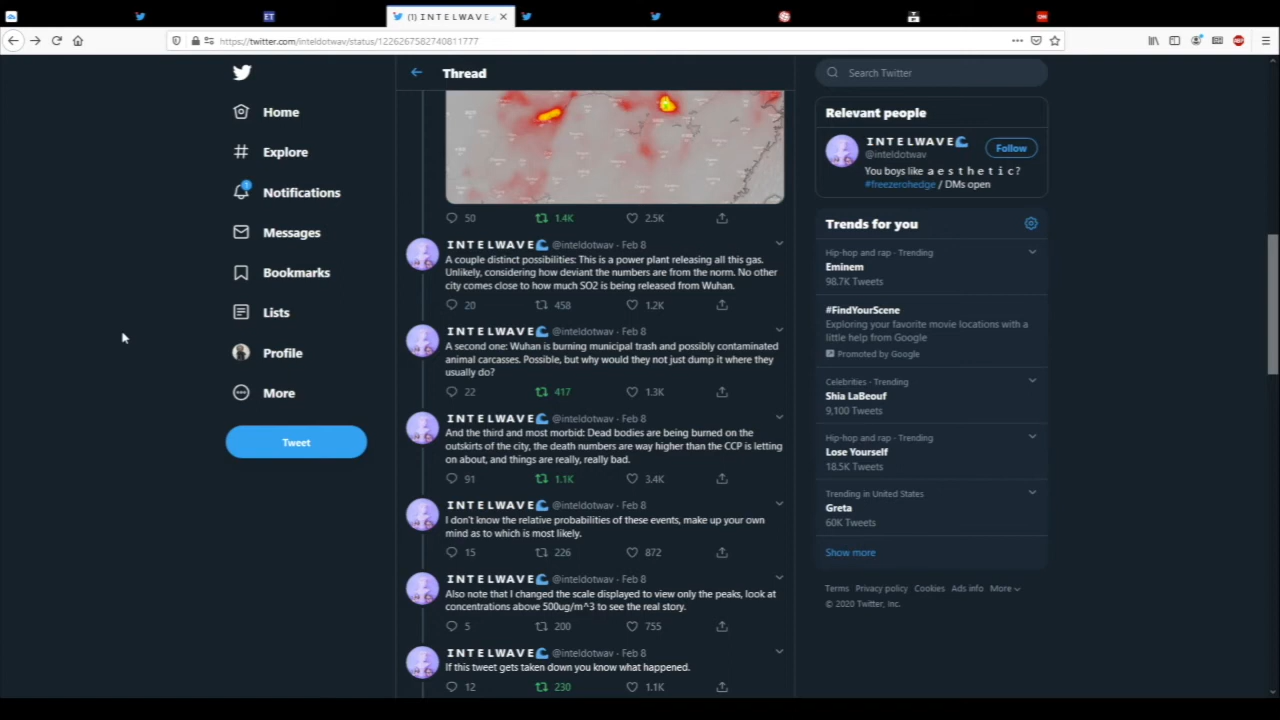 ET
(1) I N T E L W A V E
https://twitter.com/inteldotwav/status/1226267582740811777
Home
Explore
Notifications
1
Messages
Bookmarks
Lists
Profile
More
Tweet
Thread
50 1.4K 2.5K
I N T E L W A V E @inteldotwav · Feb 8
A couple distinct possibilities: This is a power plant releasing all this gas.
Unlikely, considering how deviant the numbers are from the norm. No other
city comes close to how much SO2 is being released from Wuhan.
20 458 1.2K
I N T E L W A V E @inteldotwav · Feb 8
A second one: Wuhan is burning municipal trash and possibly contaminated
animal carcasses. Possible, but why would they not just dump it where they
usually do?
22 417 1.3K
I N T E L W A V E @inteldotwav · Feb 8
And the third and most morbid: Dead bodies are being burned on the
outskirts of the city, the death numbers are way higher than the CCP is letting
on about, and things are really, really bad.
91 1.1K 3.4K
I N T E L W A V E @inteldotwav · Feb 8
I don't know the relative probabilities of these events, make up your own
mind as to which is most likely.
15 226 872
I N T E L W A V E @inteldotwav · Feb 8
Also note that I changed the scale displayed to view only the peaks, look at
concentrations above 500ug/m^3 to see the real story.
5 200 755
I N T E L W A V E @inteldotwav · Feb 8
If this tweet gets taken down you know what happened.
12 230 1.1K
Search Twitter
Relevant people
I N T E L W A V E
@inteldotwav
Follow
You boys like a e s t h e t i c ?
#freezerohedge / DMs open
Trends for you
Hip-hop and rap · Trending
Eminem
98.7K Tweets
#FindYourScene
Exploring your favorite movie locations with a
little help from Google
Promoted by Google
Celebrities · Trending
Shia LaBeouf
9,100 Tweets
Hip-hop and rap · Trending
Lose Yourself
18.5K Tweets
Trending in United States
Greta
60K Tweets
Show more
Terms Privacy policy Cookies Ads info More
© 2020 Twitter, Inc.